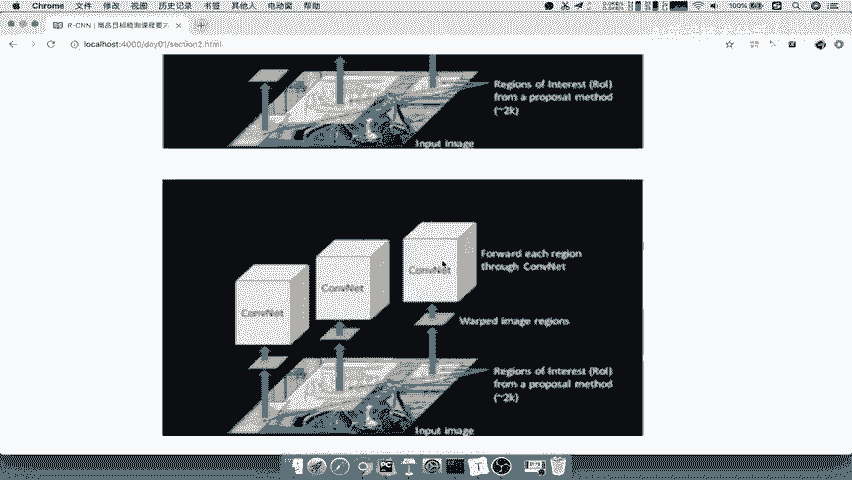 Chrome 文件 修改 视图 历史记录 书签 其他人 电动窗 帮助
100%
R-CNN | 商品目标检测课程要
localhost:4000/day01/section2.html
Regions of Interest (RoI)
from a proposal method
(~2k)
Input image
ConvNet
ConvNet
ConvNet
Forward each region
through ConvNet
Warped image regions
Regions of Interest (RoI)
from a proposal method
(~2k)
Input image